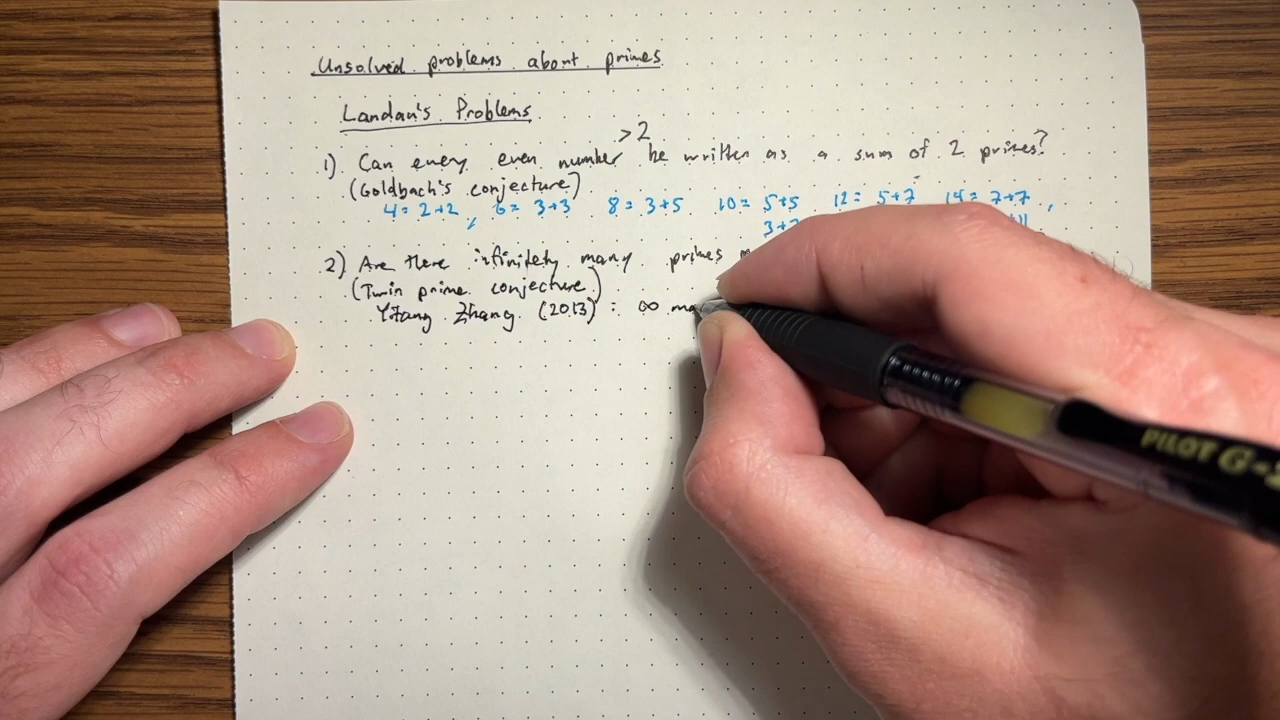 Unsolved problems about primes
Landau's Problems
>2
1) Can every even number be written as a sum of 2 primes?
(Goldbach's conjecture)
4=2+2, 6=3+3 8=3+5 10=5+5 12=5+7 14=7+7,
2) Are there infinitely many primes
(Twin prime conjecture)
Yitang Zhang (2013): ∞
PILOT